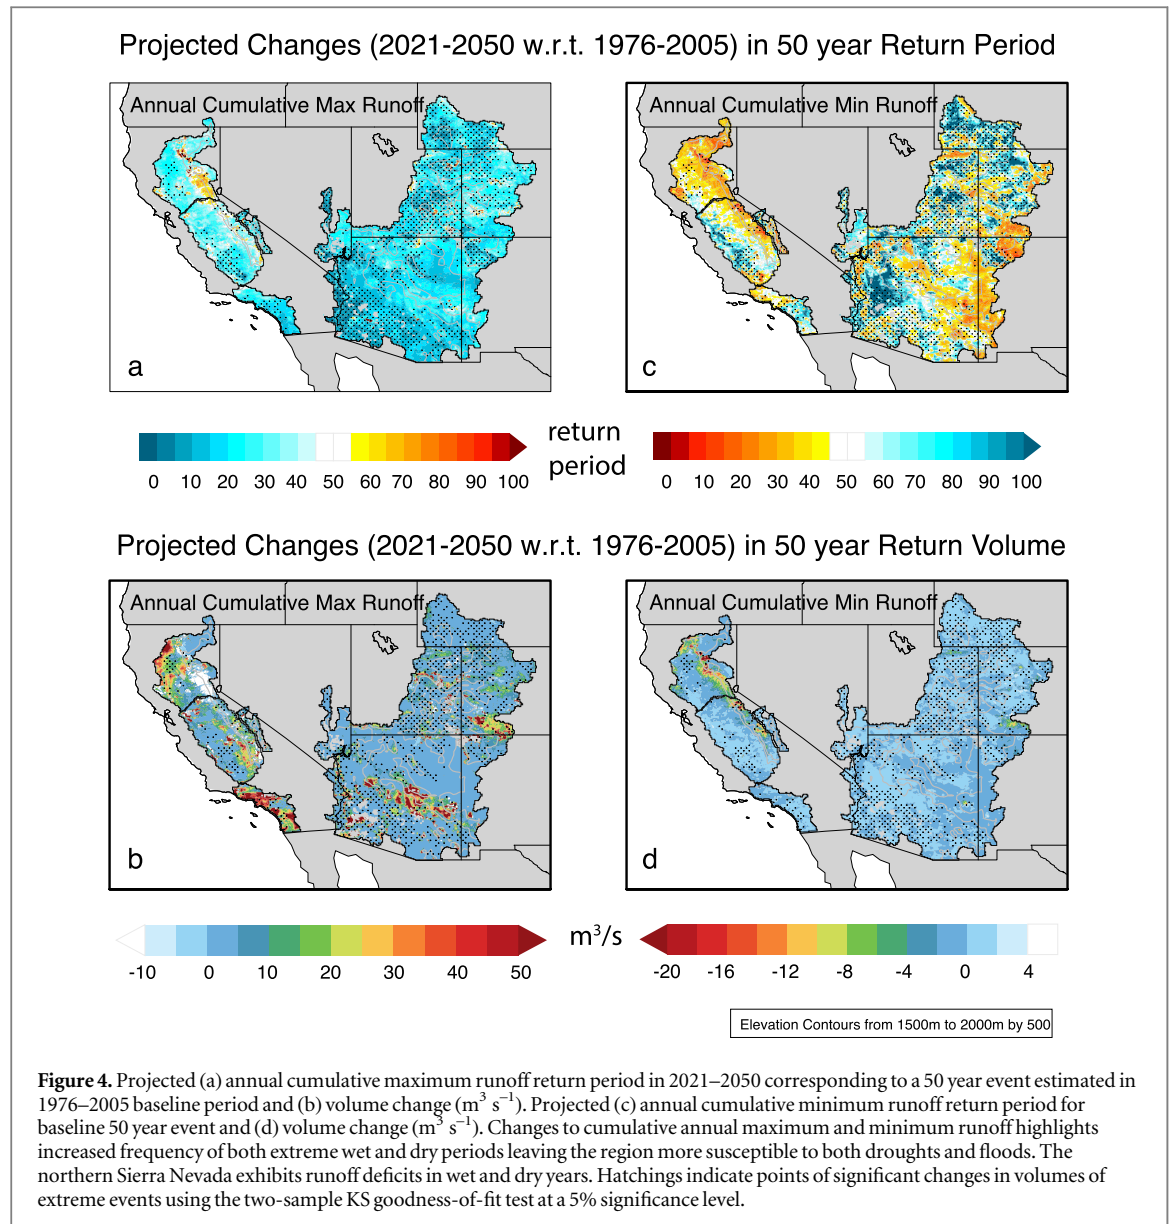 Projected Changes (2021-2050 w.r.t. 1976-2005) in 50 year Return Period
Annual Cumulative Max Runoff
a
Annual Cumulative Min Runoff
c
0 10 20 30 40 50 60 70 80 90 100
return
period
0 10 20 30 40 50 60 70 80 90 100
Projected Changes (2021-2050 w.r.t. 1976-2005) in 50 year Return Volume
Annual Cumulative Max Runoff
b
Annual Cumulative Min Runoff
d
-10 0 10 20 30 40 50
m³/s
-20 -16 -12 -8 -4 0 4
Elevation Contours from 1500m to 2000m by 500
Figure 4. Projected (a) annual cumulative maximum runoff return period in 2021–2050 corresponding to a 50 year event estimated in
1976–2005 baseline period and (b) volume change (m³ s⁻¹). Projected (c) annual cumulative minimum runoff return period for
baseline 50 year event and (d) volume change (m³ s⁻¹). Changes to cumulative annual maximum and minimum runoff highlights
increased frequency of both extreme wet and dry periods leaving the region more susceptible to both droughts and floods. The
northern Sierra Nevada exhibits runoff deficits in wet and dry years. Hatchings indicate points of significant changes in volumes of
extreme events using the two-sample KS goodness-of-fit test at a 5% significance level.